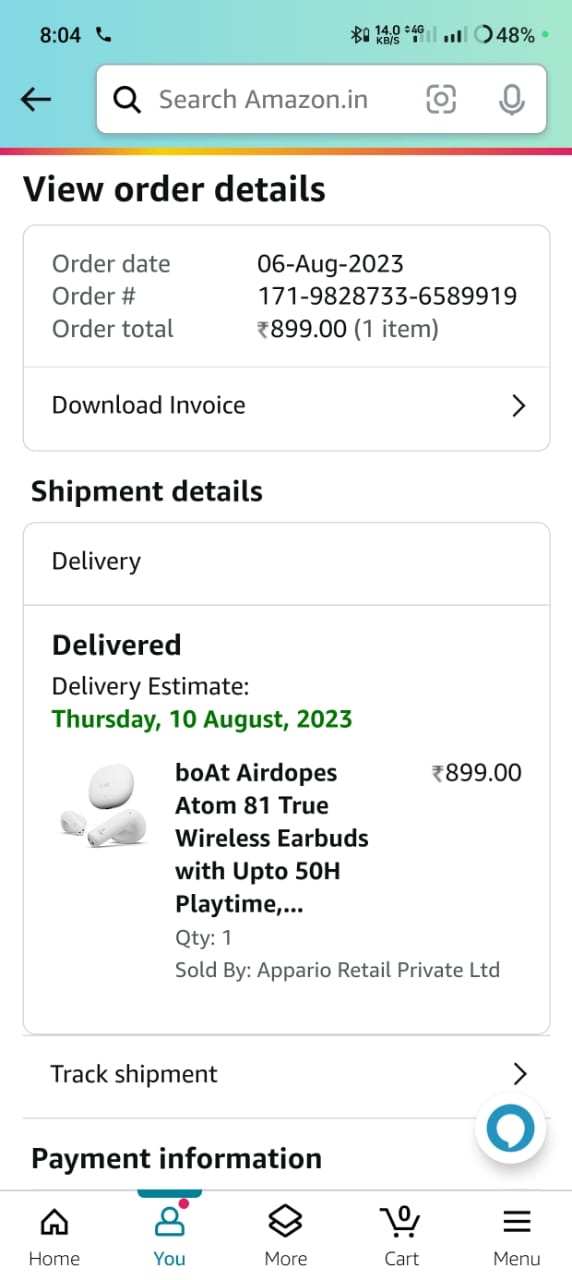 8:04
14.0 KB/S 4G 48%
Search Amazon.in
View order details
Order date 06-Aug-2023
Order # 171-9828733-6589919
Order total ₹899.00 (1 item)
Download Invoice
Shipment details
Delivery
Delivered
Delivery Estimate:
Thursday, 10 August, 2023
boAt Airdopes ₹899.00
Atom 81 True
Wireless Earbuds
with Upto 50H
Playtime,...
Qty: 1
Sold By: Appario Retail Private Ltd
Track shipment
Payment information
0
Home You More Cart Menu